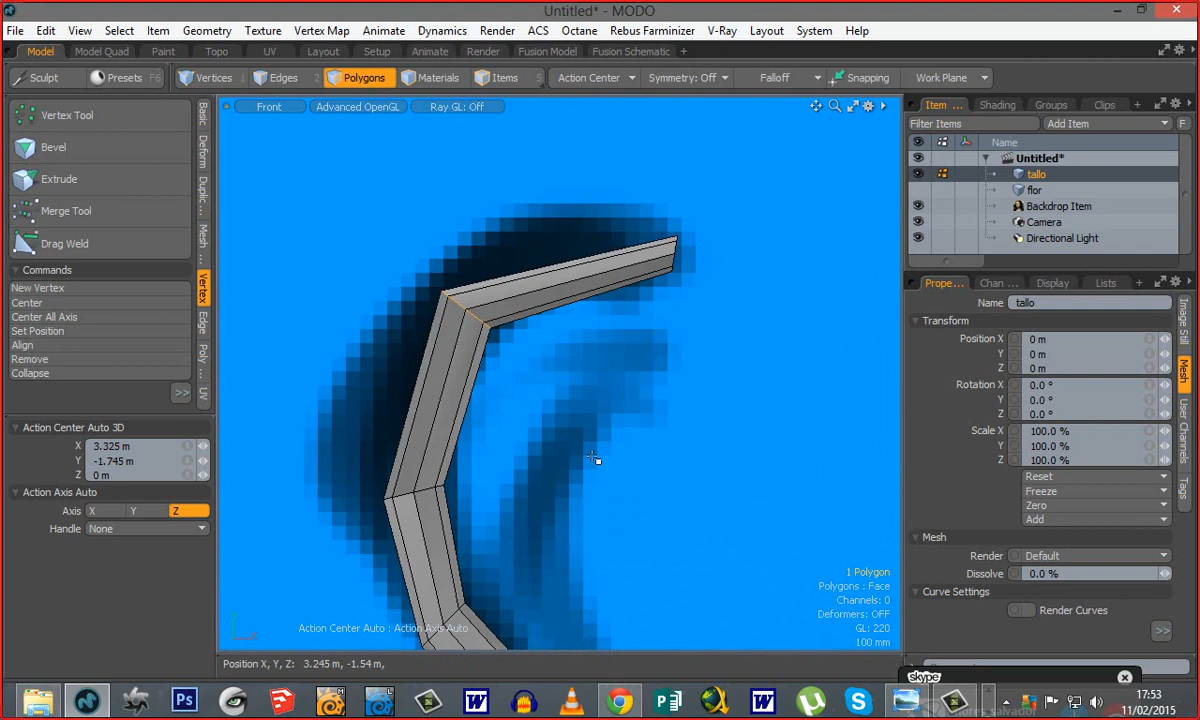 Untitled* - MODO
File Edit View Select Item Geometry Texture Vertex Map Animate Dynamics Render ACS Octane Rebus Farminizer V-Ray Layout System Help
Model Model Quad Paint Topo UV Layout Setup Animate Render Fusion Model Fusion Schematic +
Sculpt Presets F6 Vertices 1 Edges 2 Polygons Materials Items 5 Action Center Symmetry: Off Falloff Snapping Work Plane
Front Advanced OpenGL Ray GL: Off
Vertex Tool
Bevel
Extrude
Merge Tool
Drag Weld
Commands
New Vertex
Center
Center All Axis
Set Position
Align
Remove
Collapse
>>
Basic
Deform
Duplic...
Mesh ...
Vertex
Edge
Poly ...
UV
Action Center Auto 3D
X 3.325 m
Y -1.745 m
Z 0 m
Action Axis Auto
Axis X Y Z
Handle None
1 Polygon
Polygons : Face
Channels: 0
Deformers: OFF
GL: 220
100 mm
Action Center Auto : Action Axis Auto
Position X, Y, Z: 3.245 m, -1.54 m,
Item ... Shading Groups Clips +
Filter Items Add Item F
Name
Untitled*
tallo
flor
Backdrop Item
Camera
Directional Light
Prope... Chan ... Display Lists +
Name tallo
Transform
Position X 0 m
Y 0 m
Z 0 m
Rotation X 0.0 °
Y 0.0 °
Z 0.0 °
Scale X 100.0 %
Y 100.0 %
Z 100.0 %
Reset
Freeze
Zero
Add
Mesh
Render Default
Dissolve 0.0 %
Curve Settings
Render Curves
>>
Image Still
Mesh
User Channels
Tags
skype
17:53
11/02/2015